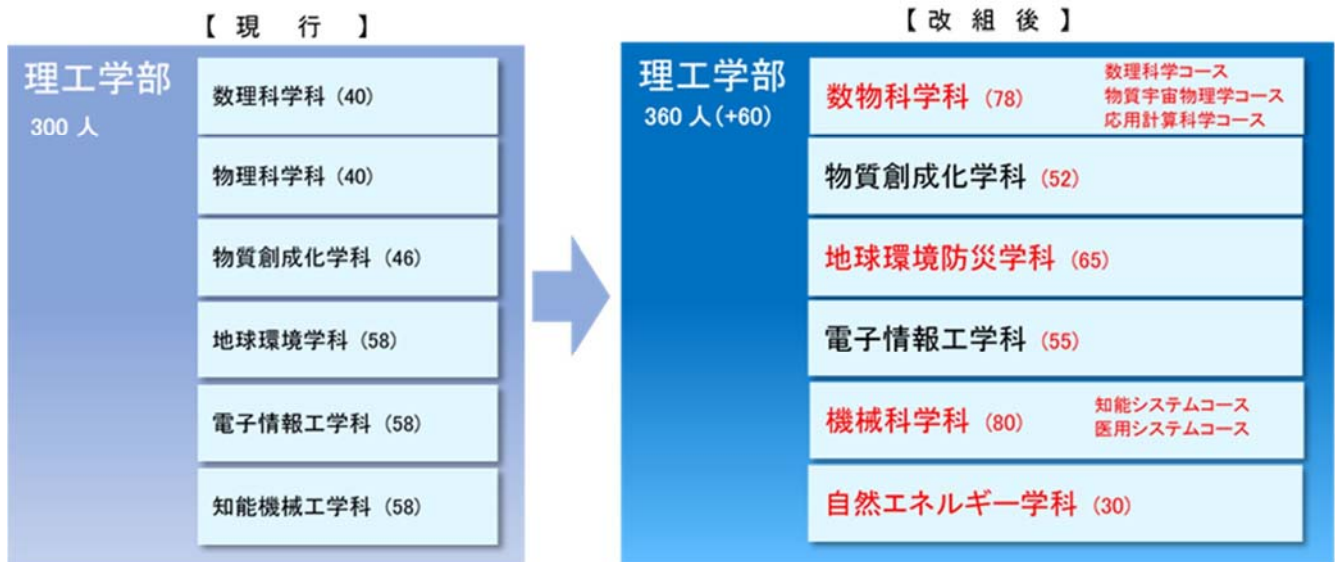 【 現 行 】
理工学部
300 人
数理科学科 (40)
物理科学科 (40)
物質創成化学科 (46)
地球環境学科 (58)
電子情報工学科 (58)
知能機械工学科 (58)
【 改 組 後 】
理工学部
360 人(+60)
数物科学科 (78)
数理科学コース
物質宇宙物理学コース
応用計算科学コース
物質創成化学科 (52)
地球環境防災学科 (65)
電子情報工学科 (55)
機械科学科 (80)
知能システムコース
医用システムコース
自然エネルギー学科 (30)